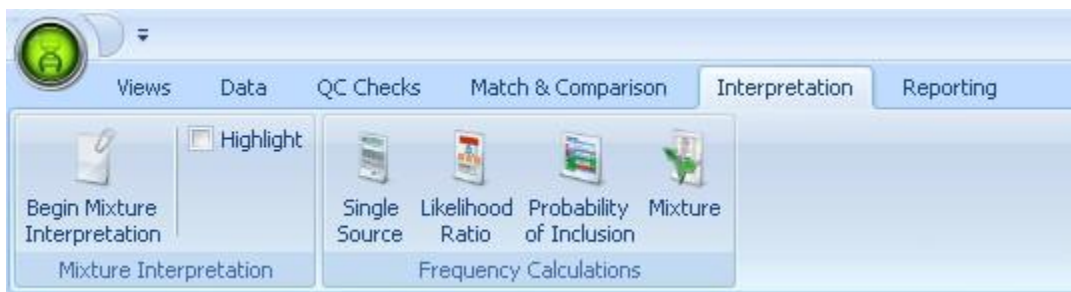 Views Data QC Checks Match & Comparison Interpretation Reporting
Highlight
Begin Mixture Single Likelihood Probability Mixture
Interpretation Source Ratio of Inclusion
Mixture Interpretation Frequency Calculations